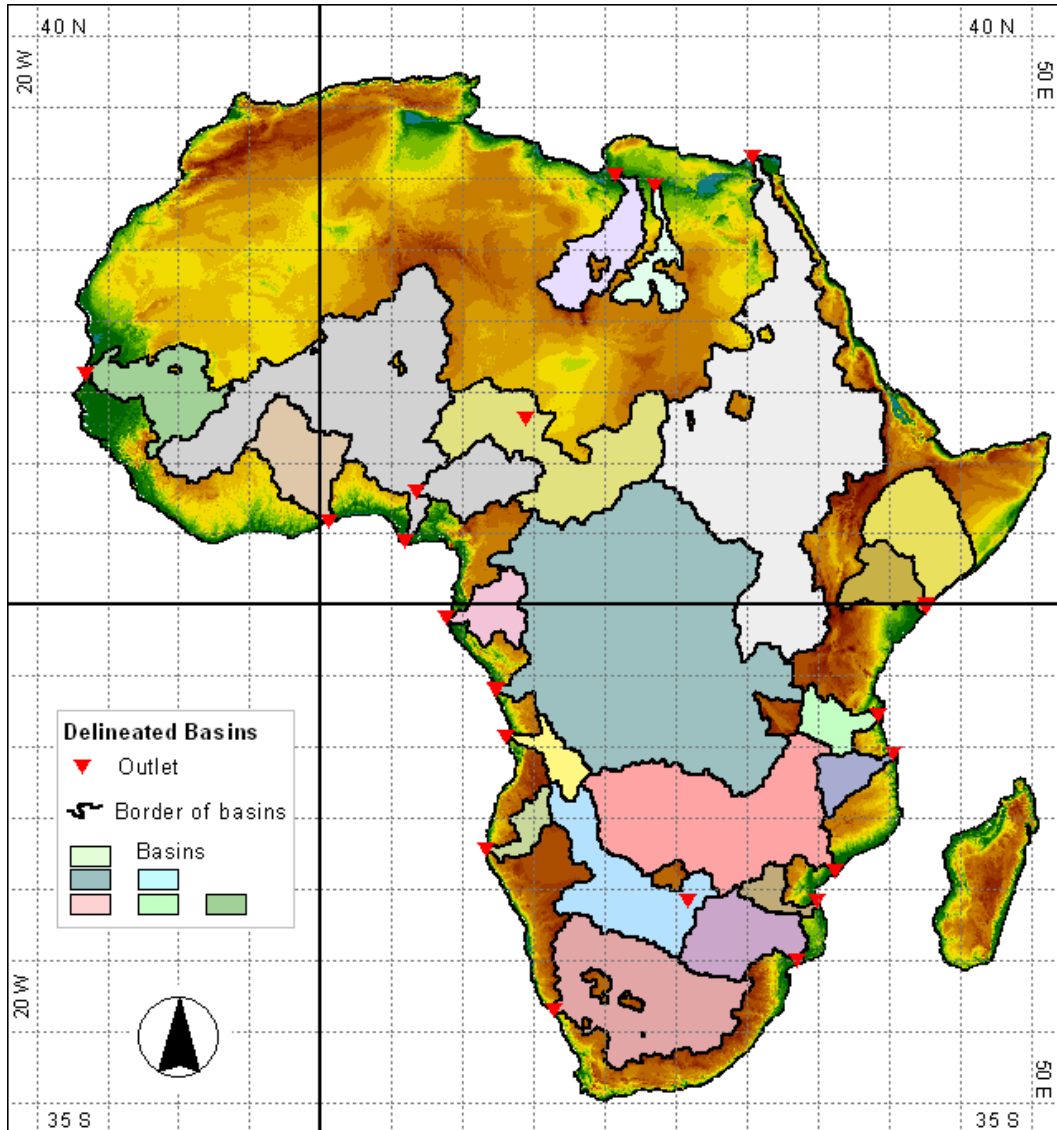 40 N
40 N
20 W
50 E
Delineated Basins
Outlet
Border of basins
Basins
20 W
50 E
35 S
35 S